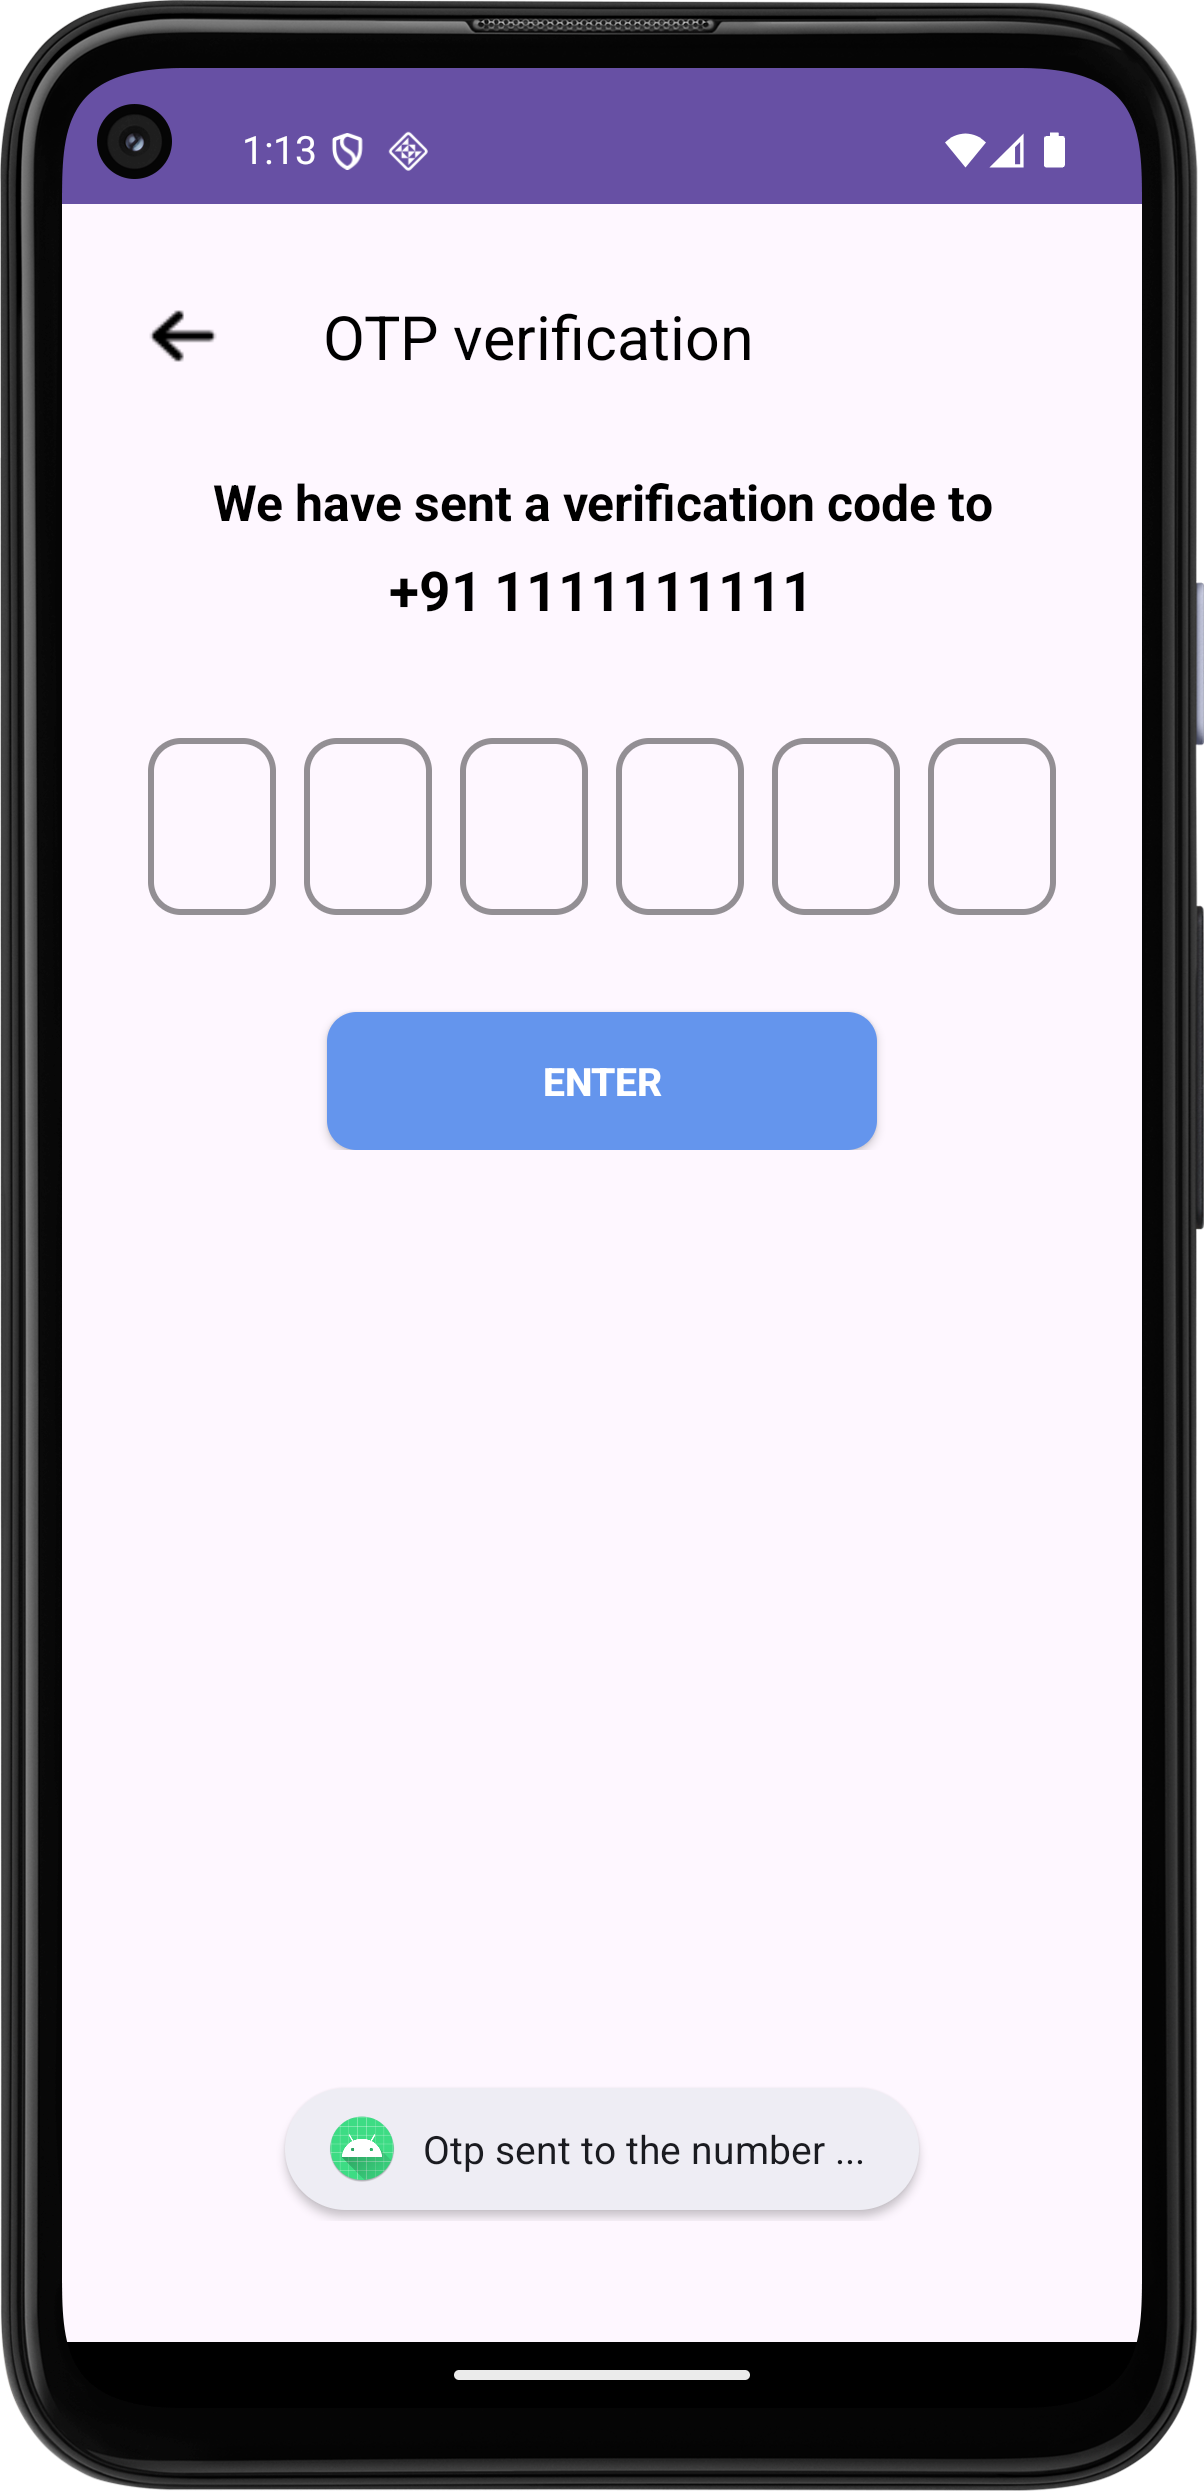 1:13
OTP verification
We have sent a verification code to
+91 1111111111
ENTER
Otp sent to the number ...